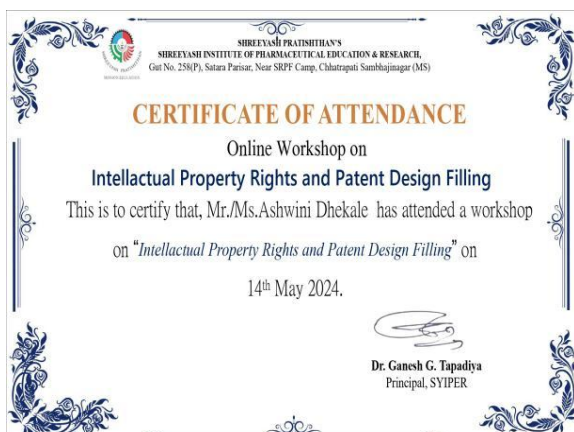 SHREEYASH PRATISHTHAN'S
SHREEYASH INSTITUTE OF PHARMACEUTICAL EDUCATION & RESEARCH,
Gut No. 258(P), Satara Parisar, Near SRPF Camp, Chhatrapati Sambhajinagar (MS)
CERTIFICATE OF ATTENDANCE
Online Workshop on
Intellactual Property Rights and Patent Design Filling
This is to certify that, Mr./Ms.Ashwini Dhekale has attended a workshop
on "Intellactual Property Rights and Patent Design Filling" on
14th May 2024.
Dr. Ganesh G. Tapadiya
Principal, SYIPER